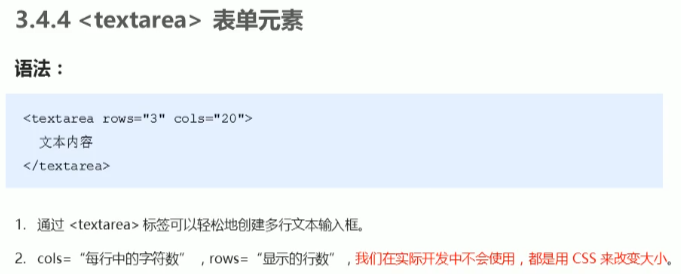 3.4.4 <textarea> 表单元素
语法：
<textarea rows="3" cols="20">
文本内容
</textarea>
1. 通过 <textarea> 标签可以轻松地创建多行文本输入框。
2. cols=“每行中的字符数” ，rows=“显示的行数”，我们在实际开发中不会使用，都是用 CSS 来改变大小。